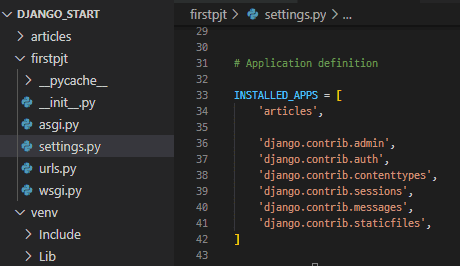 DJANGO_START
articles
firstpjt
__pycache__
__init__.py
asgi.py
settings.py
urls.py
wsgi.py
venv
Include
Lib
firstpjt > settings.py > ...
29
30
31 # Application definition
32
33 INSTALLED_APPS = [
34 'articles',
35
36 'django.contrib.admin',
37 'django.contrib.auth',
38 'django.contrib.contenttypes',
39 'django.contrib.sessions',
40 'django.contrib.messages',
41 'django.contrib.staticfiles',
42 ]
43